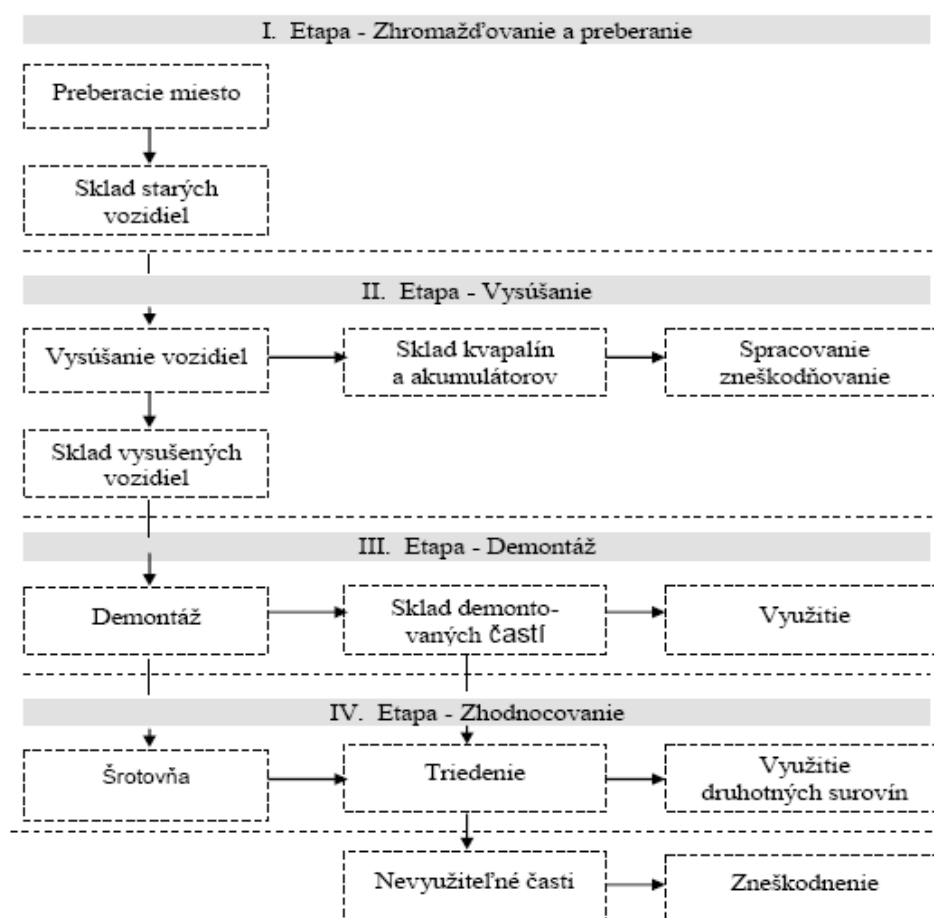 I. Etapa - Zhromažďovanie a preberanie
Preberacie miesto
Sklad starých
vozidiel
II. Etapa - Vysúšanie
Vysúšanie vozidiel
Sklad kvapalín
a akumulátorov
Spracovanie
zneškodňovanie
Sklad vysušených
vozidiel
III. Etapa - Demontáž
Demontáž
Sklad demonto-
vaných častí
Využitie
IV. Etapa - Zhodnocovanie
Šrotovňa
Triedenie
Využitie
druhotných surovín
Nevyužiteľné časti
Zneškodnenie